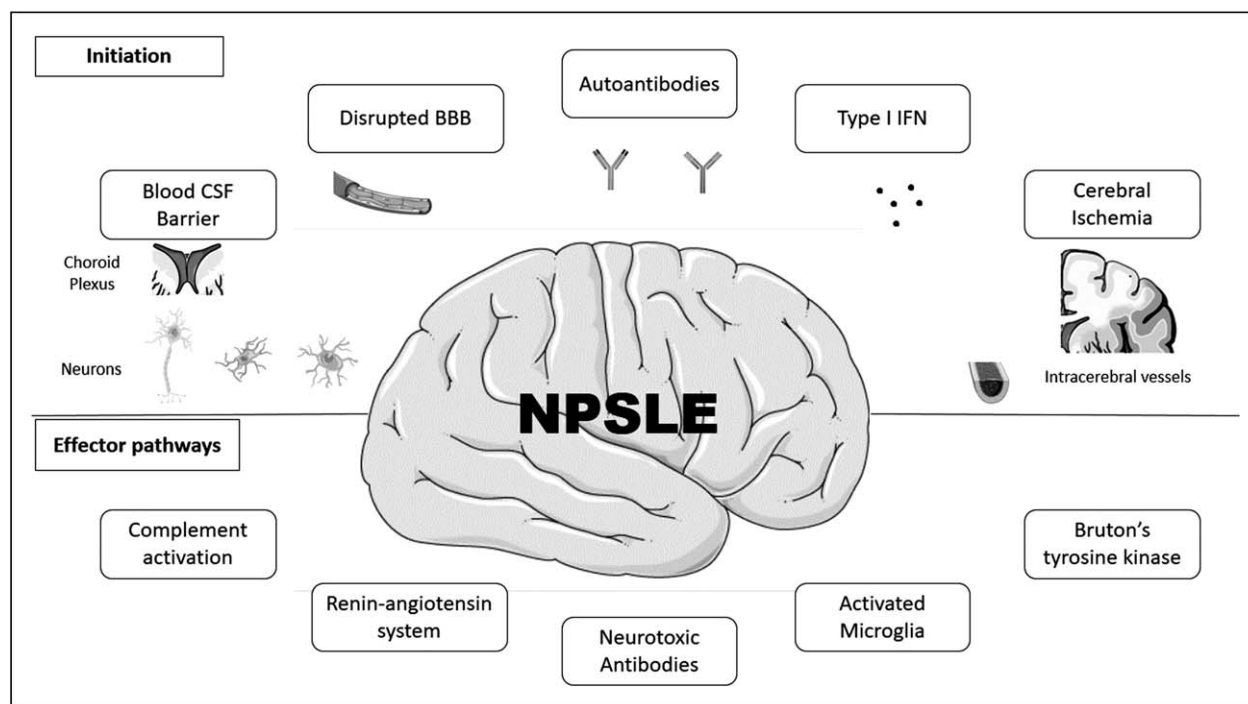 Initiation
Autoantibodies
Disrupted BBB
Type I IFN
Blood CSF
Barrier
Cerebral
Ischemia
Choroid
Plexus
Neurons
Intracerebral vessels
NPSLE
Effector pathways
Complement
activation
Bruton’s
tyrosine kinase
Renin-angiotensin
system
Activated
Microglia
Neurotoxic
Antibodies